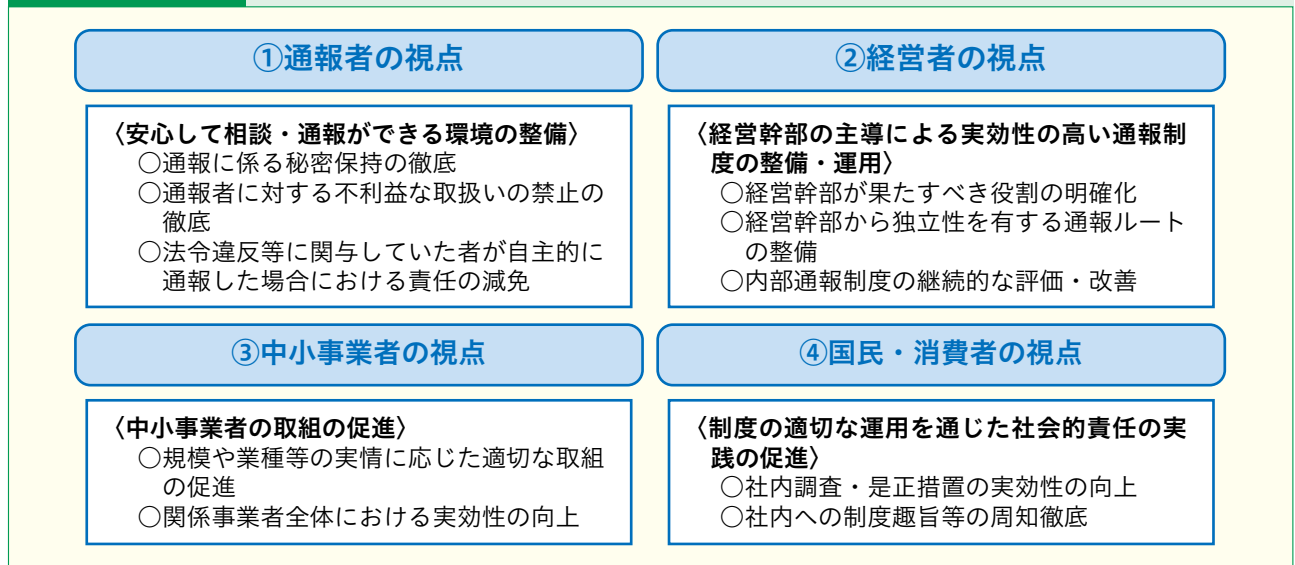 ①通報者の視点
〈安心して相談・通報ができる環境の整備〉
○通報に係る秘密保持の徹底
○通報者に対する不利益な取扱いの禁止の
徹底
○法令違反等に関与していた者が自主的に
通報した場合における責任の減免
②経営者の視点
〈経営幹部の主導による実効性の高い通報制
度の整備・運用〉
○経営幹部が果たすべき役割の明確化
○経営幹部から独立性を有する通報ルート
の整備
○内部通報制度の継続的な評価・改善
③中小事業者の視点
〈中小事業者の取組の促進〉
○規模や業種等の実情に応じた適切な取組
の促進
○関係事業者全体における実効性の向上
④国民・消費者の視点
〈制度の適切な運用を通じた社会的責任の実
践の促進〉
○社内調査・是正措置の実効性の向上
○社内への制度趣旨等の周知徹底